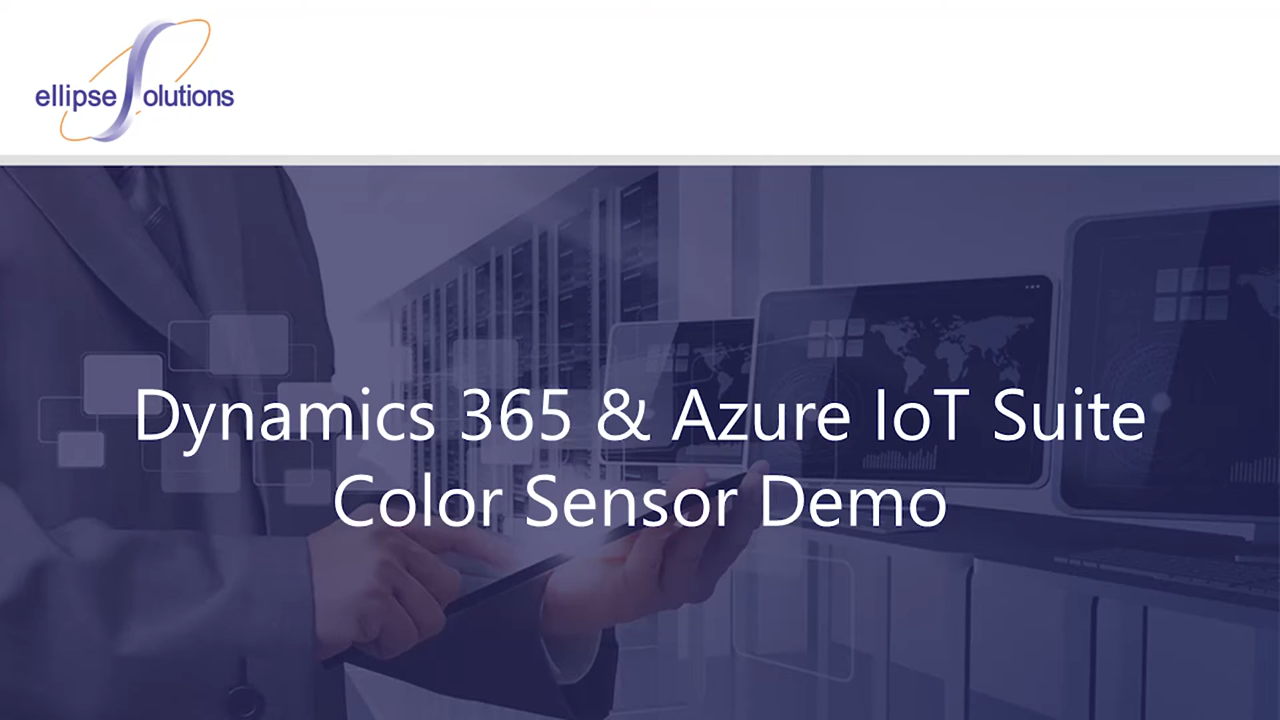 ellipse Solutions
Dynamics 365 & Azure IoT Suite
Color Sensor Demo